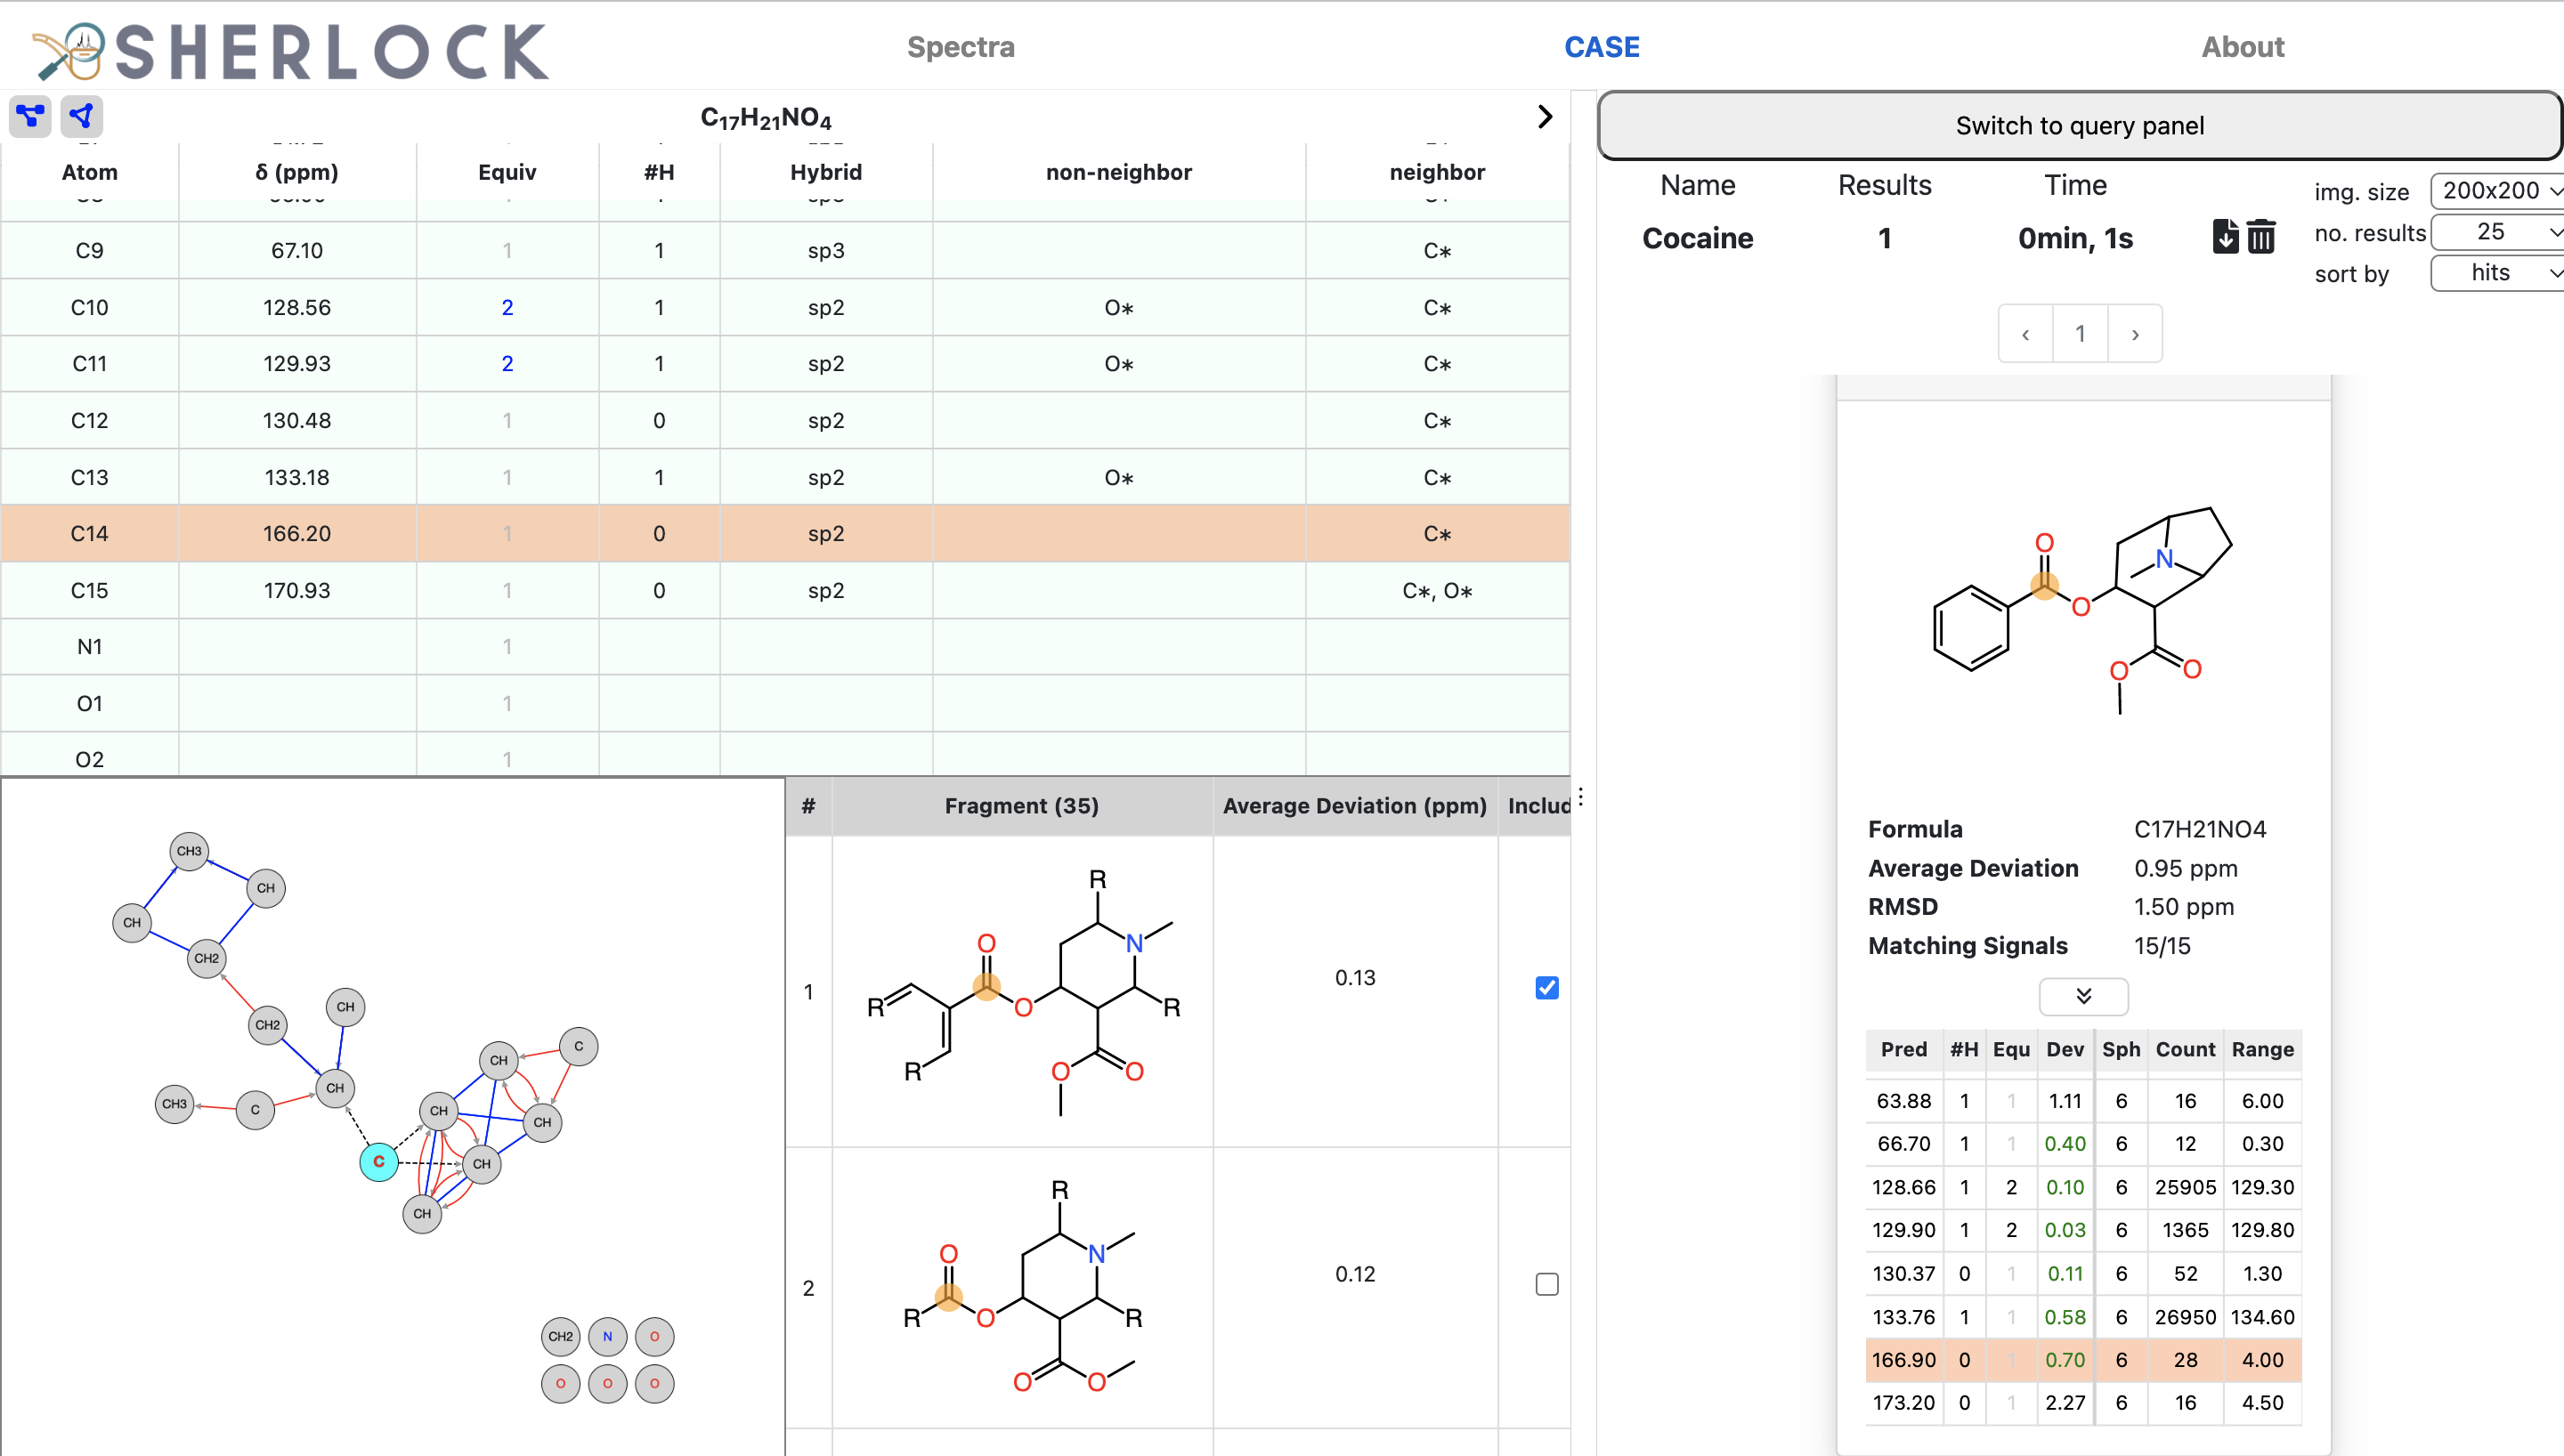 SHERLOCK
Spectra CASE About
C17H21NO4
Atom δ (ppm) Equiv #H Hybrid non-neighbor neighbor
C9 67.10 1 1 sp3 C*
C10 128.56 2 1 sp2 O* C*
C11 129.93 2 1 sp2 O* C*
C12 130.48 1 0 sp2 C*
C13 133.18 1 1 sp2 O* C*
C14 166.20 1 0 sp2 C*
C15 170.93 1 0 sp2 C*, O*
N1 1
O1 1
O2 1
CH3
CH
CH
CH2
CH2
CH
CH
CH3
C
C
CH
C
CH
CH
CH
CH
CH2 N O
O O O
# Fragment (35) Average Deviation (ppm) Includ
1 0.13
R
N
O
R
O
R
R
O
O
2 0.12
R
O
N
R
O
R
O
O
Switch to query panel
Name Results Time
Cocaine 1 0min, 1s
img. size 200x200
no. results 25
sort by hits
‹ 1 ›
O
N
O
O
O
Formula C17H21NO4
Average Deviation 0.95 ppm
RMSD 1.50 ppm
Matching Signals 15/15
Pred #H Equ Dev Sph Count Range
63.88 1 1 1.11 6 16 6.00
66.70 1 1 0.40 6 12 0.30
128.66 1 2 0.10 6 25905 129.30
129.90 1 2 0.03 6 1365 129.80
130.37 0 1 0.11 6 52 1.30
133.76 1 1 0.58 6 26950 134.60
166.90 0 1 0.70 6 28 4.00
173.20 0 1 2.27 6 16 4.50